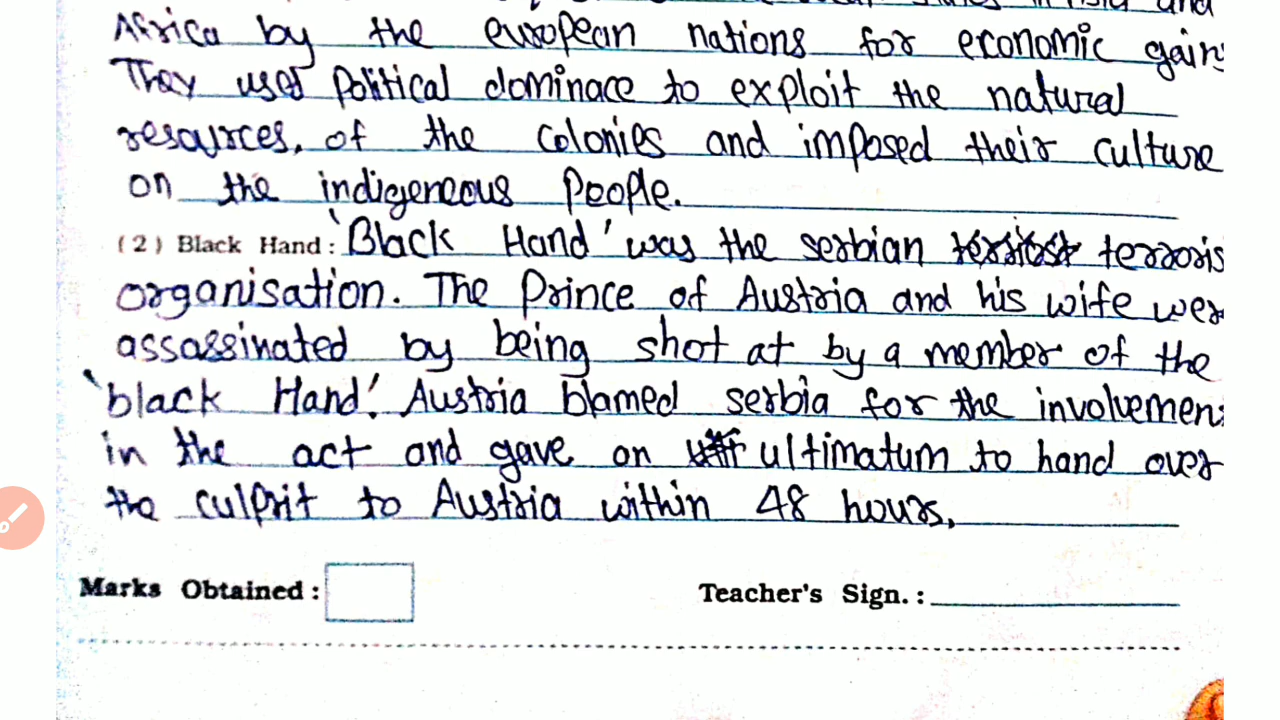 Africa by the european nations for economic gain
They used Political dominace to exploit the natural
resources, of the colonies and imposed their culture
on the indigeneous People.
(2) Black Hand : 'Black Hand' was the serbian terroris
organisation. The Prince of Austria and his wife wer
assassinated by being shot at by a member of the
'black Hand'. Austria blamed serbia for the involvemen
in the act and gave on ultimatum to hand over
the culprit to Austria within 48 hours.
Marks Obtained :
Teacher's Sign. :